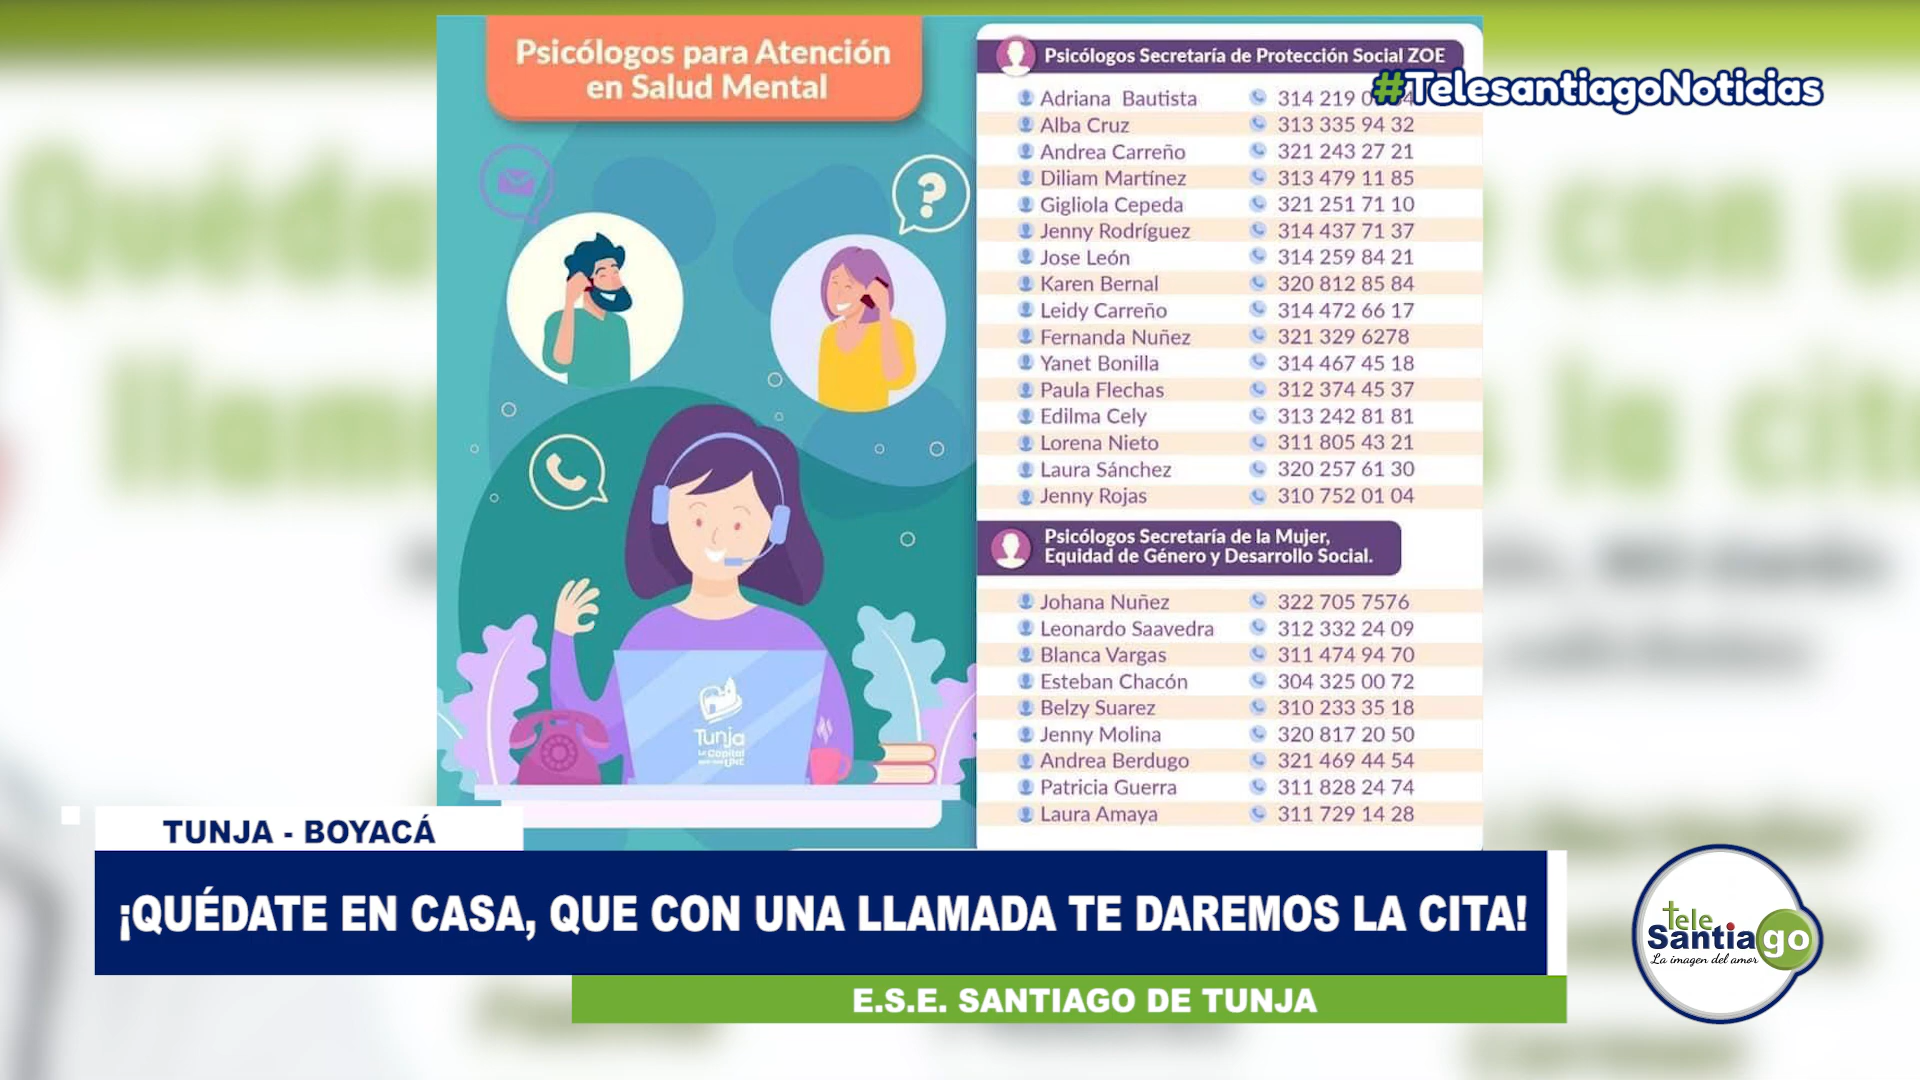 Psicólogos para Atención
en Salud Mental
Psicólogos Secretaría de Protección Social ZOE
#TelesantiagoNoticias
Adriana Bautista 314 219
Alba Cruz 313 335 94 32
Andrea Carreño 321 243 27 21
Diliam Martínez 313 479 11 85
Gigliola Cepeda 321 251 71 10
Jenny Rodríguez 314 437 71 37
Jose León 314 259 84 21
Karen Bernal 320 812 85 84
Leidy Carreño 314 472 66 17
Fernanda Nuñez 321 329 6278
Yanet Bonilla 314 467 45 18
Paula Flechas 312 374 45 37
Edilma Cely 313 242 81 81
Lorena Nieto 311 805 43 21
Laura Sánchez 320 257 61 30
Jenny Rojas 310 752 01 04
Psicólogos Secretaría de la Mujer,
Equidad de Género y Desarrollo Social.
Johana Nuñez 322 705 7576
Leonardo Saavedra 312 332 24 09
Blanca Vargas 311 474 94 70
Esteban Chacón 304 325 00 72
Belzy Suarez 310 233 35 18
Jenny Molina 320 817 20 50
Andrea Berdugo 321 469 44 54
Patricia Guerra 311 828 24 74
Laura Amaya 311 729 14 28
?
Tunja
La Capital
que nos UNE
TUNJA - BOYACÁ
¡QUÉDATE EN CASA, QUE CON UNA LLAMADA TE DAREMOS LA CITA!
E.S.E. SANTIAGO DE TUNJA
tele
Santiago
La imagen del amor